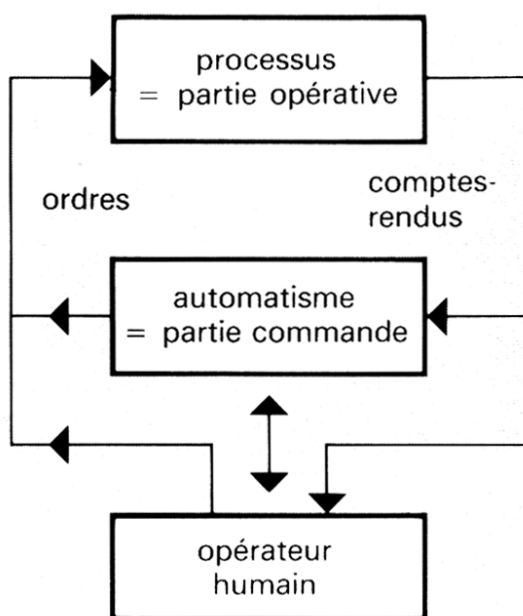 processus
= partie opérative
ordres
comptes-
rendus
automatisme
= partie commande
opérateur
humain